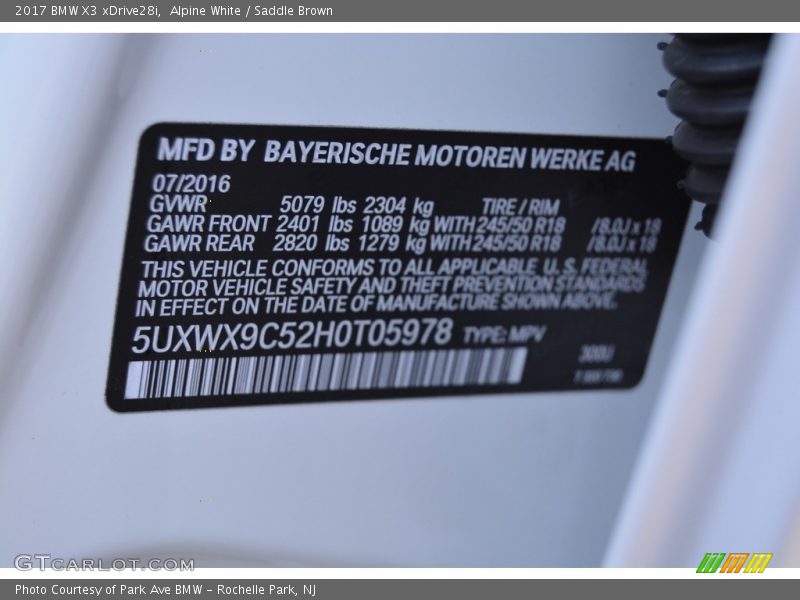 2017 BMW X3 xDrive28i, Alpine White / Saddle Brown
MFD BY BAYERISCHE MOTOREN WERKE AG
07/2016
GVWR 5079 lbs 2304 kg TIRE / RIM
GAWR FRONT 2401 lbs 1089 kg WITH 245/50 R18 /8.0J x 18
GAWR REAR 2820 lbs 1279 kg WITH 245/50 R18 /8.0J x 18
THIS VEHICLE CONFORMS TO ALL APPLICABLE U. S. FEDERAL
MOTOR VEHICLE SAFETY AND THEFT PREVENTION STANDARDS
IN EFFECT ON THE DATE OF MANUFACTURE SHOWN ABOVE.
5UXWX9C52H0T05978 TYPE: MPV
GTCARLOT.COM
Photo Courtesy of Park Ave BMW - Rochelle Park, NJ